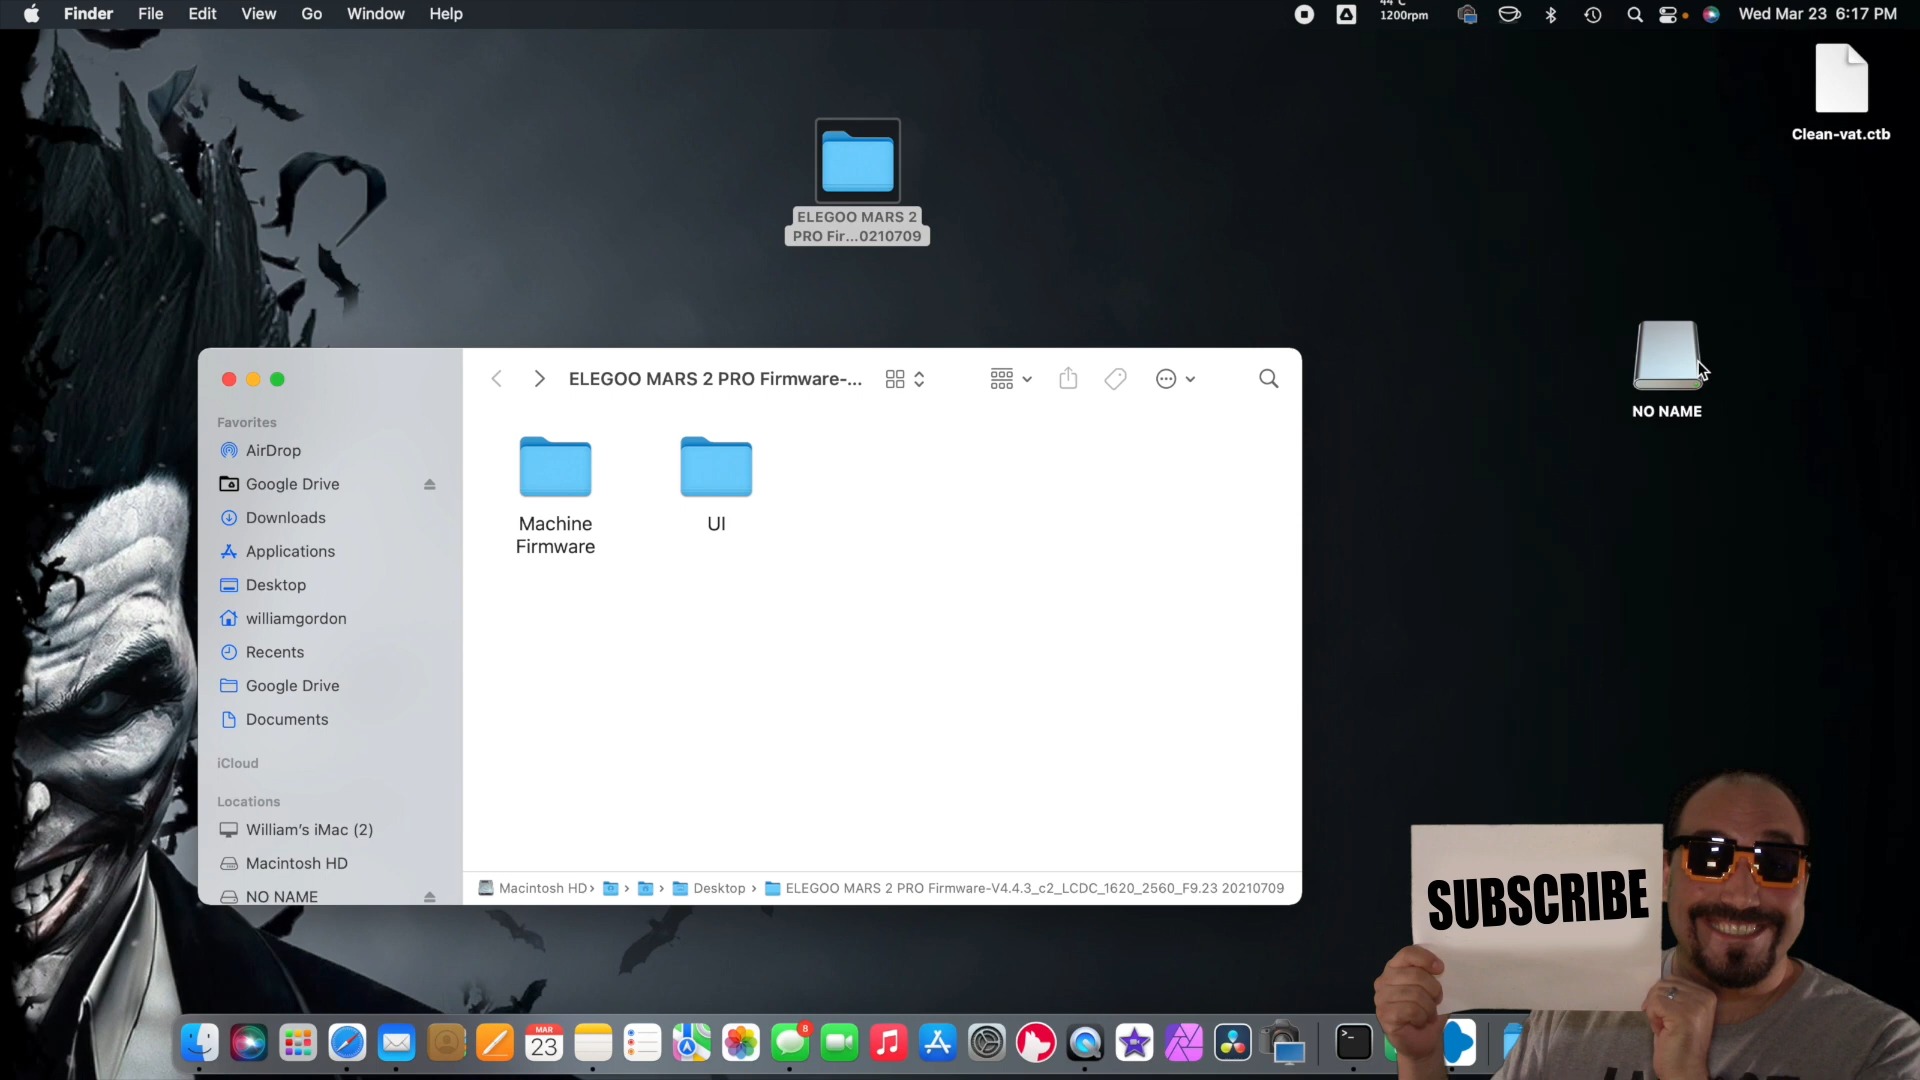 Finder File Edit View Go Window Help
1200rpm
Wed Mar 23 6:17 PM
Clean-vat.ctb
ELEGOO MARS 2
PRO Fir...0210709
NO NAME
ELEGOO MARS 2 PRO Firmware-...
Favorites
AirDrop
Google Drive
Downloads
Applications
Desktop
williamgordon
Recents
Google Drive
Documents
iCloud
Locations
William's iMac (2)
Macintosh HD
NO NAME
Machine
Firmware
UI
Macintosh HD
Desktop
ELEGOO MARS 2 PRO Firmware-V4.4.3_c2_LCDC_1620_2560_F9.23 20210709
SUBSCRIBE
MAR
23
8